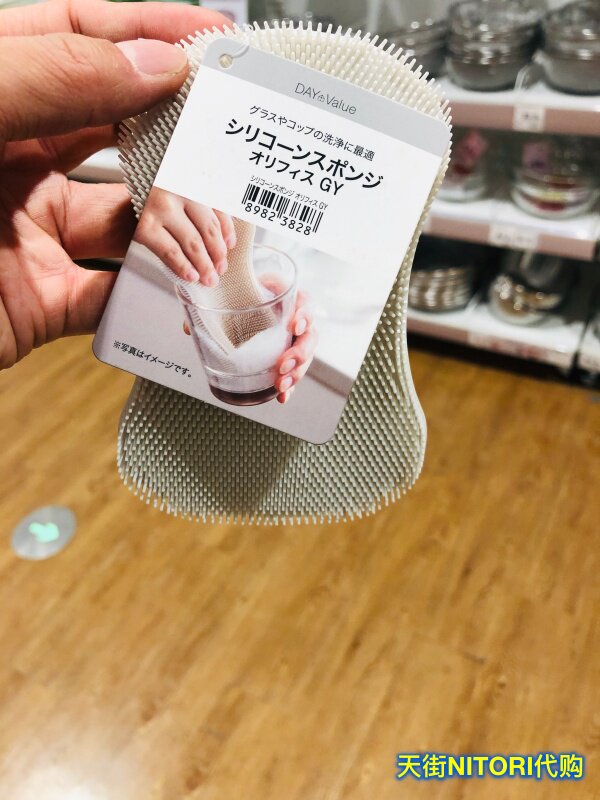 DAY Value
グラスやコップの洗浄に最適
シリコーンスポンジ
オリフィス GY
シリコーンスポンジ オリフィス GY
8982 3828
※写真はイメージです。
天街NITORI代购